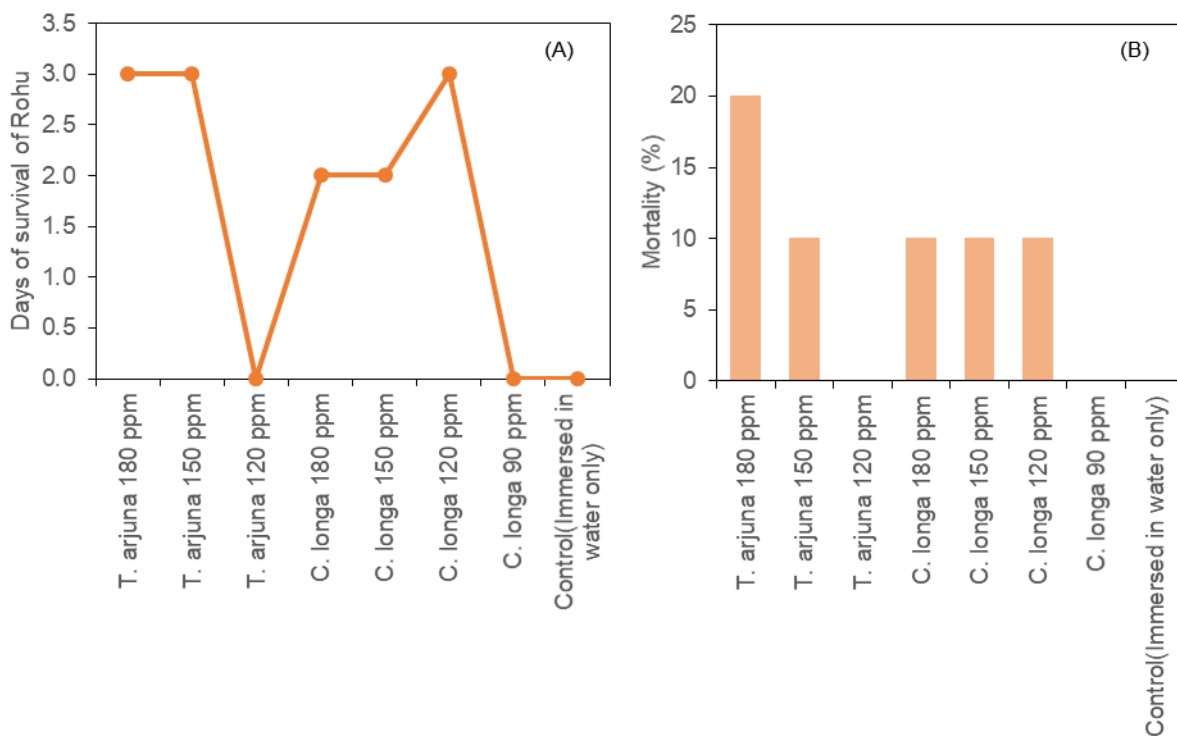 (A)
Days of survival of Rohu
3.5
3.0
2.5
2.0
1.5
1.0
0.5
0.0
T. arjuna 180 ppm
T. arjuna 150 ppm
T. arjuna 120 ppm
C. longa 180 ppm
C. longa 150 ppm
C. longa 120 ppm
C. longa 90 ppm
Control(Immersed in
water only)
(B)
Mortality (%)
25
20
15
10
5
0
T. arjuna 180 ppm
T. arjuna 150 ppm
T. arjuna 120 ppm
C. longa 180 ppm
C. longa 150 ppm
C. longa 120 ppm
C. longa 90 ppm
Control(Immersed in water only)